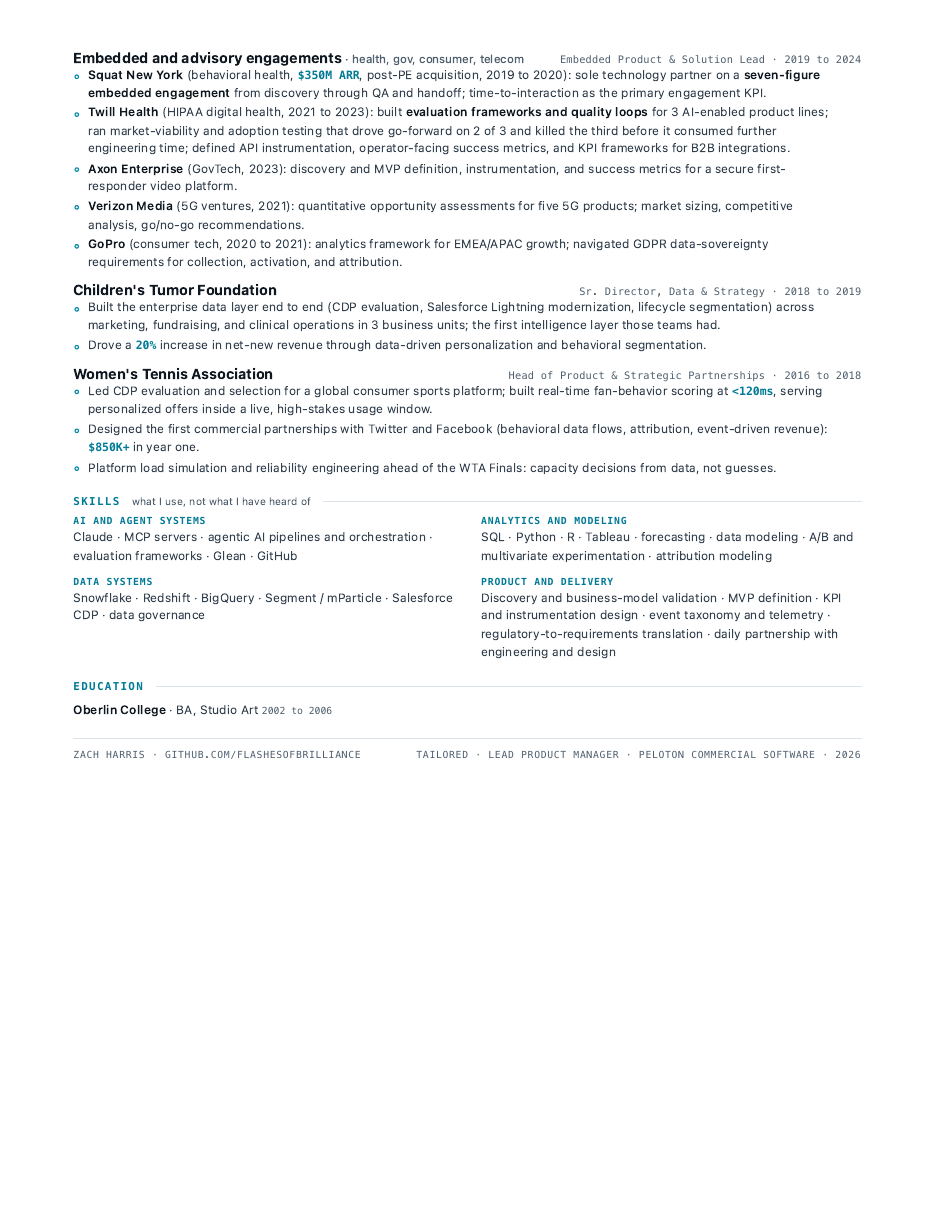 Embedded and advisory engagements · health, gov, consumer, telecom Embedded Product & Solution Lead · 2019 to 2024
Squat New York (behavioral health, $350M ARR, post-PE acquisition, 2019 to 2020): sole technology partner on a seven-figure
embedded engagement from discovery through QA and handoff; time-to-interaction as the primary engagement KPI.
Twill Health (HIPAA digital health, 2021 to 2023): built evaluation frameworks and quality loops for 3 AI-enabled product lines;
ran market-viability and adoption testing that drove go-forward on 2 of 3 and killed the third before it consumed further
engineering time; defined API instrumentation, operator-facing success metrics, and KPI frameworks for B2B integrations.
Axon Enterprise (GovTech, 2023): discovery and MVP definition, instrumentation, and success metrics for a secure first-
responder video platform.
Verizon Media (5G ventures, 2021): quantitative opportunity assessments for five 5G products; market sizing, competitive
analysis, go/no-go recommendations.
GoPro (consumer tech, 2020 to 2021): analytics framework for EMEA/APAC growth; navigated GDPR data-sovereignty
requirements for collection, activation, and attribution.
Children's Tumor Foundation Sr. Director, Data & Strategy · 2018 to 2019
Built the enterprise data layer end to end (CDP evaluation, Salesforce Lightning modernization, lifecycle segmentation) across
marketing, fundraising, and clinical operations in 3 business units; the first intelligence layer those teams had.
Drove a 20% increase in net-new revenue through data-driven personalization and behavioral segmentation.
Women's Tennis Association Head of Product & Strategic Partnerships · 2016 to 2018
Led CDP evaluation and selection for a global consumer sports platform; built real-time fan-behavior scoring at <120ms, serving
personalized offers inside a live, high-stakes usage window.
Designed the first commercial partnerships with Twitter and Facebook (behavioral data flows, attribution, event-driven revenue):
$850K+ in year one.
Platform load simulation and reliability engineering ahead of the WTA Finals: capacity decisions from data, not guesses.
SKILLS what I use, not what I have heard of
AI AND AGENT SYSTEMS
Claude · MCP servers · agentic AI pipelines and orchestration ·
evaluation frameworks · Glean · GitHub
ANALYTICS AND MODELING
SQL · Python · R · Tableau · forecasting · data modeling · A/B and
multivariate experimentation · attribution modeling
DATA SYSTEMS
Snowflake · Redshift · BigQuery · Segment / mParticle · Salesforce
CDP · data governance
PRODUCT AND DELIVERY
Discovery and business-model validation · MVP definition · KPI
and instrumentation design · event taxonomy and telemetry ·
regulatory-to-requirements translation · daily partnership with
engineering and design
EDUCATION
Oberlin College · BA, Studio Art 2002 to 2006
ZACH HARRIS · GITHUB.COM/FLASHESOFBRILLIANCE TAILORED · LEAD PRODUCT MANAGER · PELOTON COMMERCIAL SOFTWARE · 2026